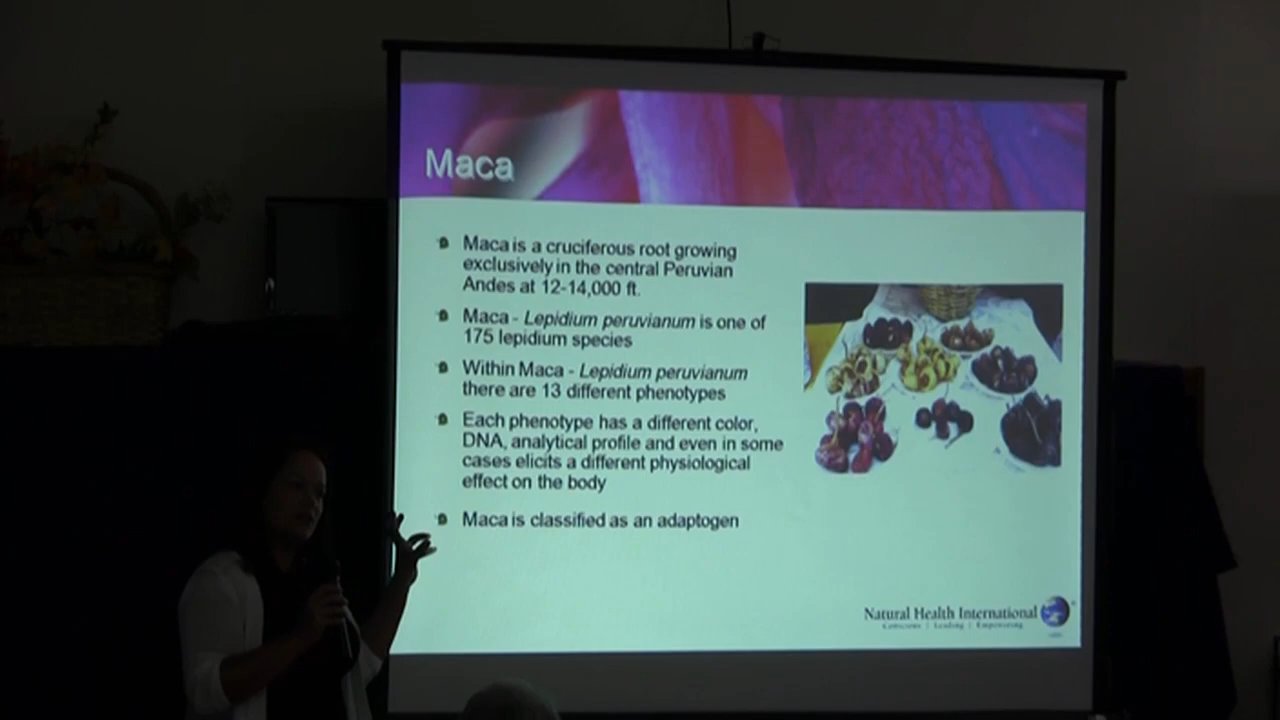 Maca
Maca is a cruciferous root growing
exclusively in the central Peruvian
Andes at 12-14,000 ft.
Maca - Lepidium peruvianum is one of
175 lepidium species
Within Maca - Lepidium peruvianum
there are 13 different phenotypes
Each phenotype has a different color,
DNA, analytical profile and even in some
cases elicits a different physiological
effect on the body
Maca is classified as an adaptogen
Natural Health International
Conscious | Leading | Empowering